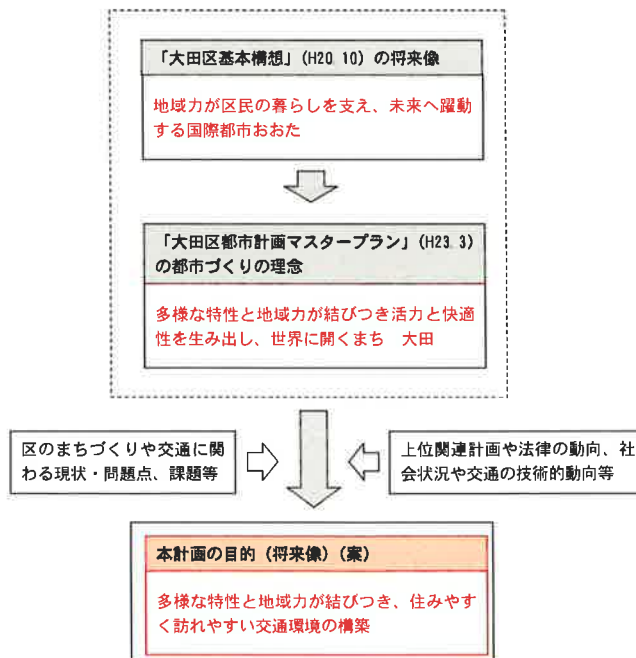 「大田区基本構想」(H20.10)の将来像
地域力が区民の暮らしを支え、未来へ躍動
する国際都市おおた
「大田区都市計画マスタープラン」(H23.3)
の都市づくりの理念
多様な特性と地域力が結びつき活力と快適
性を生み出し、世界に開くまち　大田
区のまちづくりや交通に関
わる現状・問題点、課題等
上位関連計画や法律の動向、社
会状況や交通の技術的動向等
本計画の目的(将来像)(案)
多様な特性と地域力が結びつき、住みやす
く訪れやすい交通環境の構築